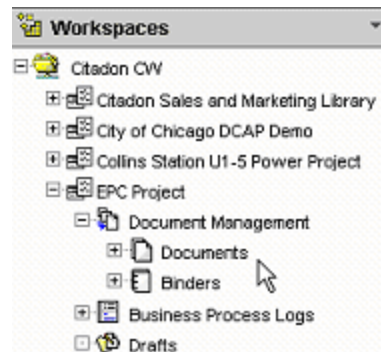 Workspaces
Citadon CW
Citadon Sales and Marketing Library
City of Chicago DCAP Demo
Collins Station U1-5 Power Project
EPC Project
Document Management
Documents
Binders
Business Process Logs
Drafts